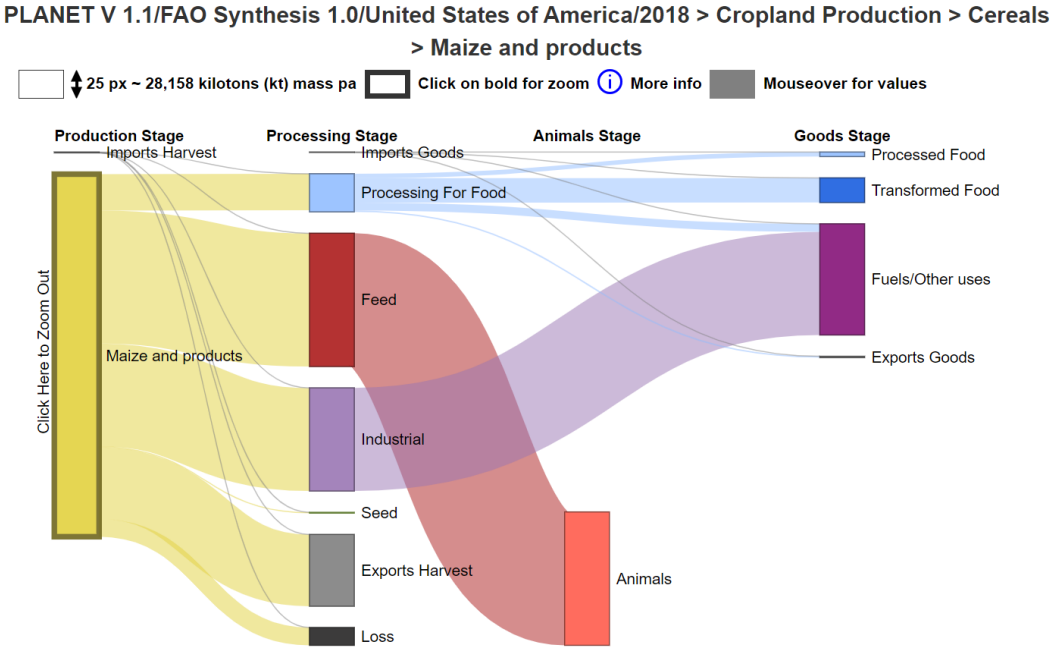 PLANET V 1.1/FAO Synthesis 1.0/United States of America/2018 > Cropland Production > Cereals
> Maize and products
25 px ~ 28,158 kilotons (kt) mass pa Click on bold for zoom i More info Mouseover for values
Production Stage Processing Stage Animals Stage Goods Stage
Imports Harvest Imports Goods Processed Food
Processing For Food Transformed Food
Click Here to Zoom Out
Feed Fuels/Other uses
Maize and products Exports Goods
Industrial
Seed
Exports Harvest
Animals
Loss